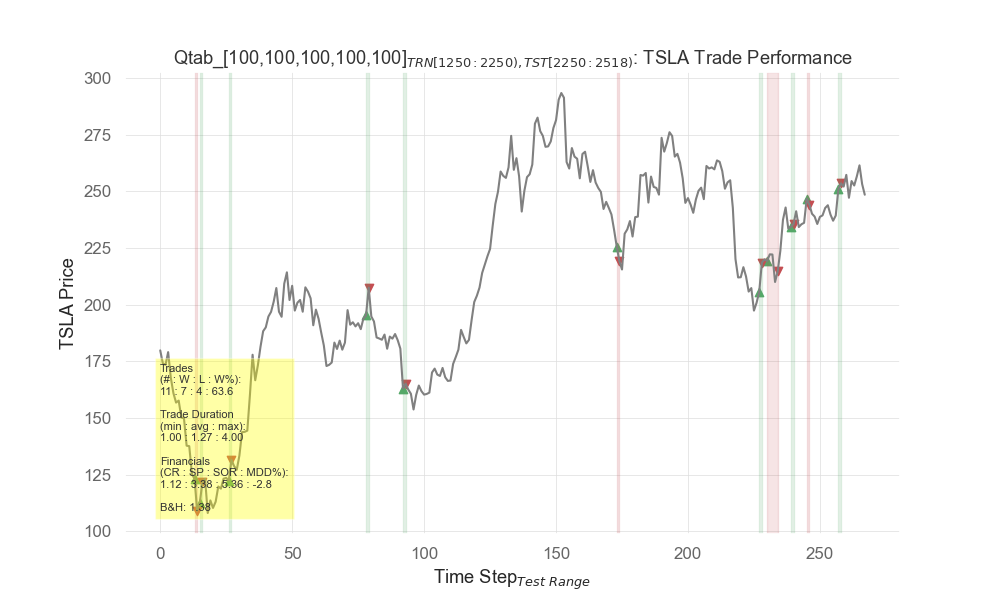 Qtab_[100,100,100,100,100]TRN[1250:2250), TST[2250:2518): TSLA Trade Performance
300
275
250
225
200
175
150
125
100
TSLA Price
Trades
(# : W : L : W%):
11 : 7 : 4 : 63.6
Trade Duration
(min : avg : max):
1.00 : 1.27 : 4.00
Financials
(CR : SP : SOR : MDD%):
1.12 : 3.38 : 5.36 : -2.8
B&H: 1.38
0 50 100 150 200 250
Time StepTest Range